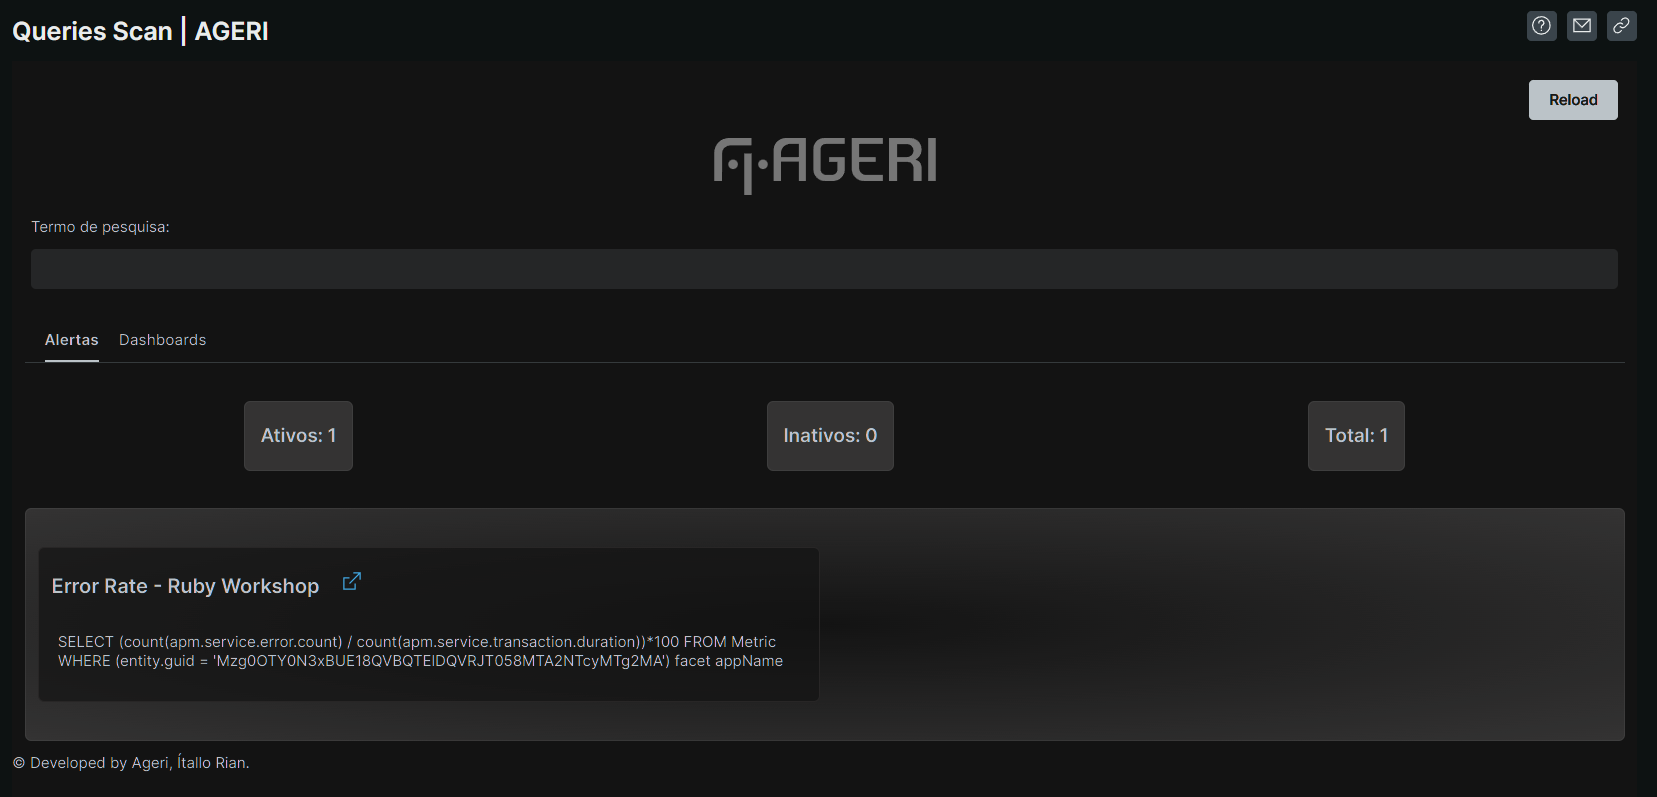 Queries Scan | AGERI
Reload
AGERI
Termo de pesquisa:
Alertas Dashboards
Ativos: 1
Inativos: 0
Total: 1
Error Rate - Ruby Workshop
SELECT (count(apm.service.error.count) / count(apm.service.transaction.duration))*100 FROM Metric
WHERE (entity.guid = 'Mzg0OTY0N3xBUE18QVBQTElDQVRJT058MTA2NTcyMTg2MA') facet appName
© Developed by Ageri, Ítallo Rian.